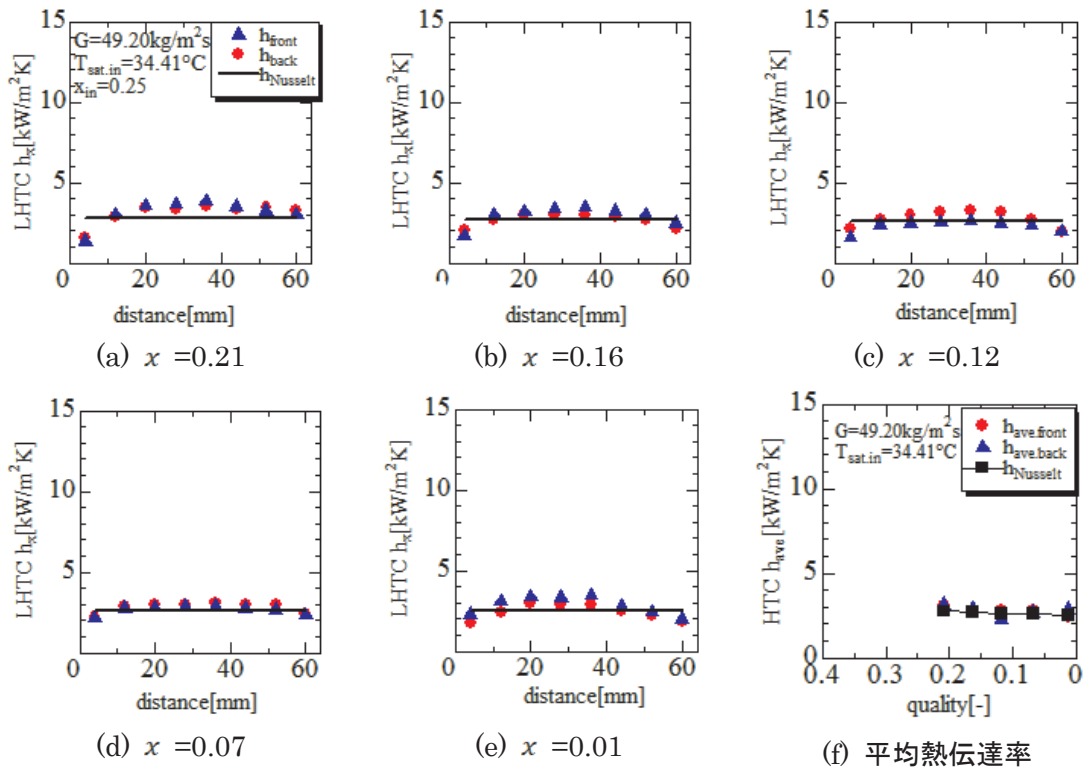 15
10
5
0
20
40
60
LHTC hx[kW/m²K]
distance[mm]
G=49.20kg/m²s
Tsat.in=34.41°C
xin=0.25
hfront
hback
hNusselt
(a) x =0.21
15
10
5
0
20
40
60
LHTC hx[kW/m²K]
distance[mm]
(b) x =0.16
15
10
5
0
20
40
60
LHTC hx[kW/m²K]
distance[mm]
(c) x =0.12
15
10
5
0
20
40
60
LHTC hx[kW/m²K]
distance[mm]
(d) x =0.07
15
10
5
0
20
40
60
LHTC hx[kW/m²K]
distance[mm]
(e) x =0.01
15
10
5
0
0.4
0.3
0.2
0.1
0
HTC have[kW/m²K]
quality[-]
G=49.20kg/m²s
Tsat.in=34.41°C
have.front
have.back
hNusselt
(f) 平均熱伝達率